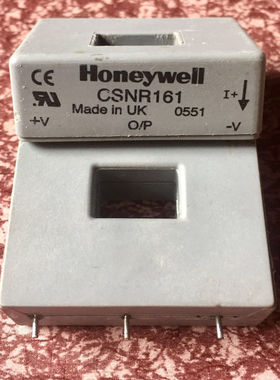 CE Honeywell
CSNR161 I+
Made in UK 0551
+V O/P -V